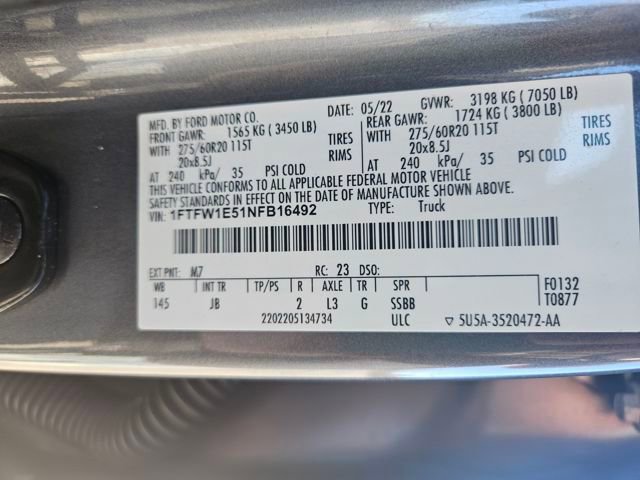 MFD. BY FORD MOTOR CO. DATE: 05/22 GVWR: 3198 KG ( 7050 LB)
FRONT GAWR: 1565 KG ( 3450 LB) REAR GAWR: 1724 KG ( 3800 LB)
WITH 275/60R20 115T TIRES WITH 275/60R20 115T TIRES
20x8.5J RIMS 20x8.5J RIMS
AT 240 kPa/ 35 PSI COLD AT 240 kPa/ 35 PSI COLD
THIS VEHICLE CONFORMS TO ALL APPLICABLE FEDERAL MOTOR VEHICLE
SAFETY STANDARDS IN EFFECT ON THE DATE OF MANUFACTURE SHOWN ABOVE.
VIN: 1FTFW1E51NFB16492 TYPE: Truck
EXT PNT: M7 RC: 23 DSO:
WB INT TR TP/PS R AXLE TR SPR F0132
145 JB 2 L3 G SSBB T0877
2202205134734 ULC ▽ 5U5A-3520472-AA